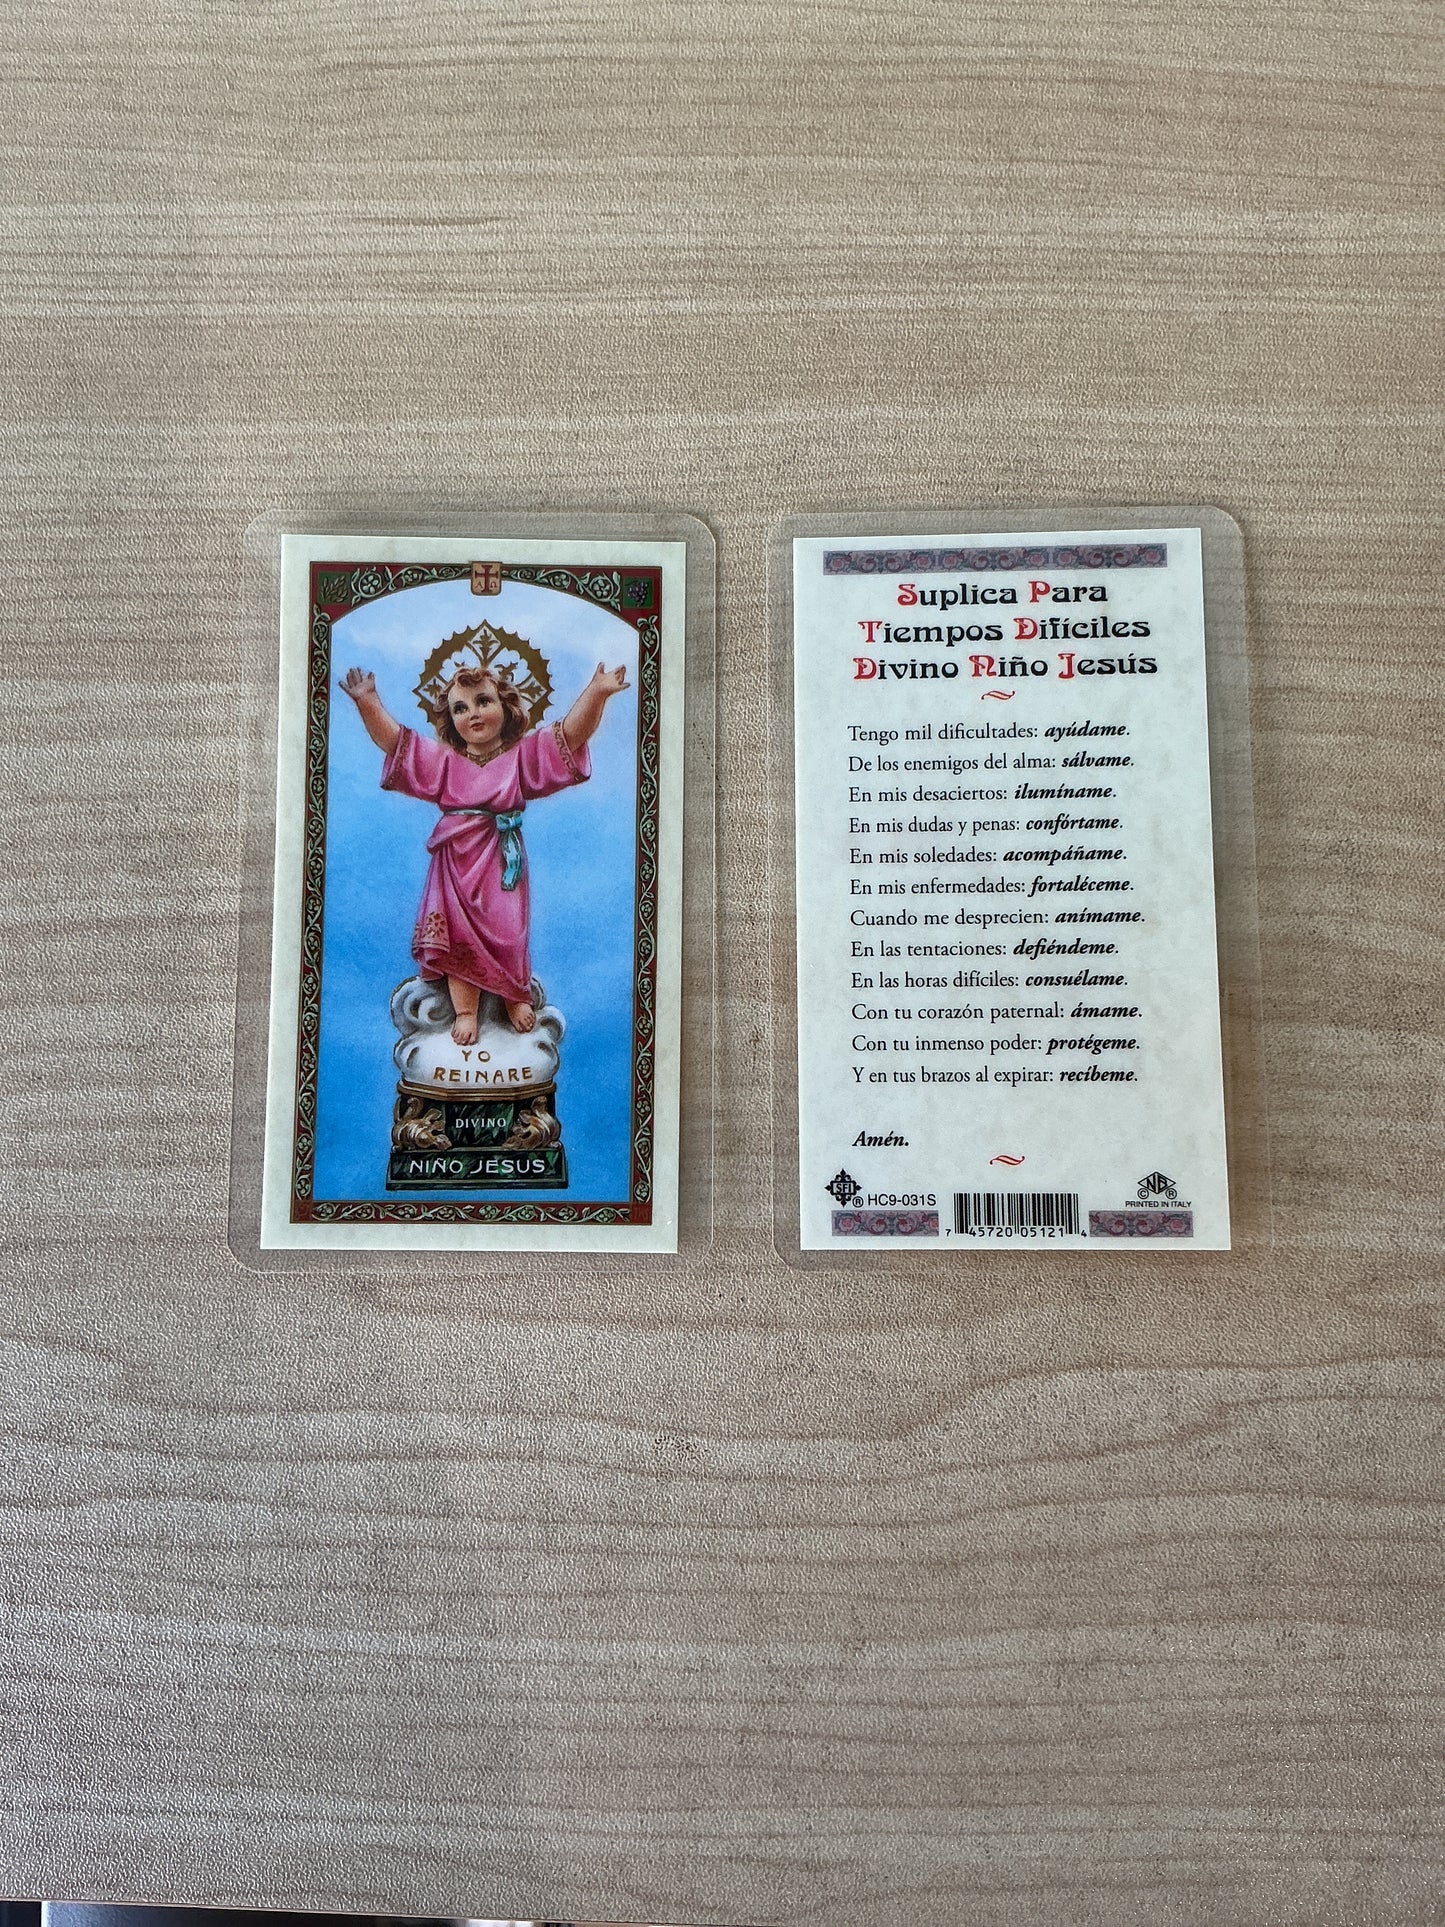 A Ω
YO
REINARE
DIVINO
NIÑO JESUS
Suplica Para
Tiempos Difíciles
Divino Niño Jesús
Tengo mil dificultades: ayúdame.
De los enemigos del alma: sálvame.
En mis desaciertos: ilumíname.
En mis dudas y penas: confórtame.
En mis soledades: acompáñame.
En mis enfermedades: fortaléceme.
Cuando me desprecien: anímame.
En las tentaciones: defiéndeme.
En las horas difíciles: consuélame.
Con tu corazón paternal: ámame.
Con tu inmenso poder: protégeme.
Y en tus brazos al expirar: recíbeme.
Amén.
SFI ® HC9-031S
© NB ®
PRINTED IN ITALY
7 45720 05121 4